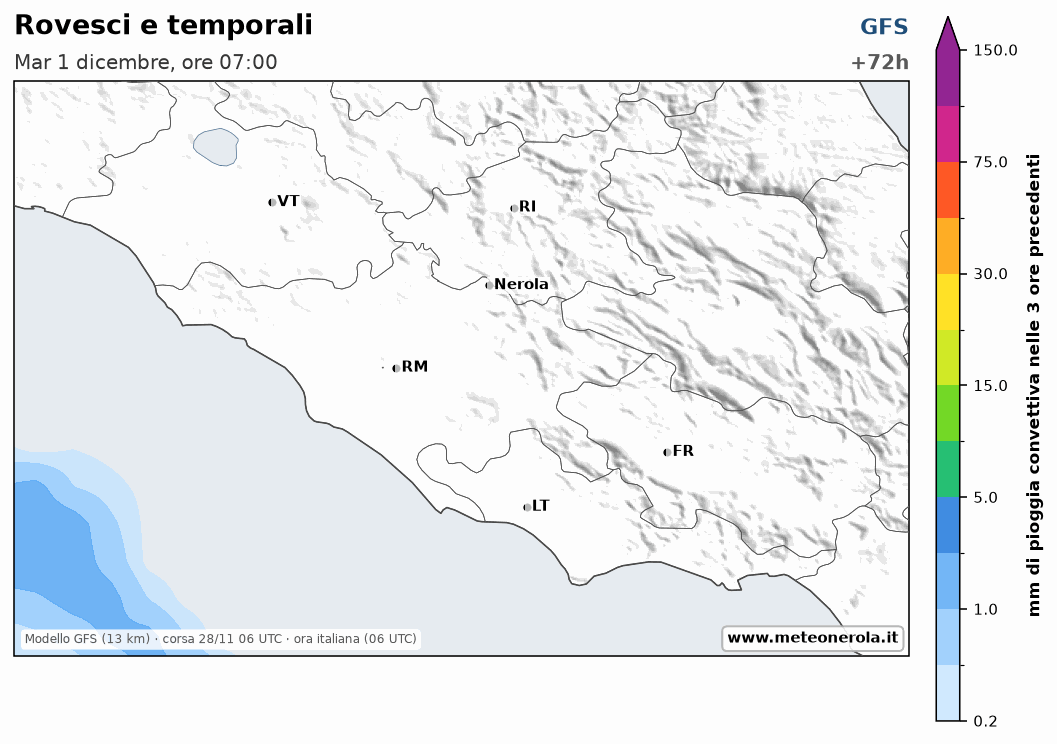 Rovesci e temporali
GFS
Mar 1 dicembre, ore 07:00
+72h
150.0
75.0
30.0
15.0
5.0
1.0
0.2
mm di pioggia convettiva nelle 3 ore precedenti
VT
RI
Nerola
RM
FR
LT
Modello GFS (13 km) · corsa 28/11 06 UTC · ora italiana (06 UTC)
www.meteonerola.it